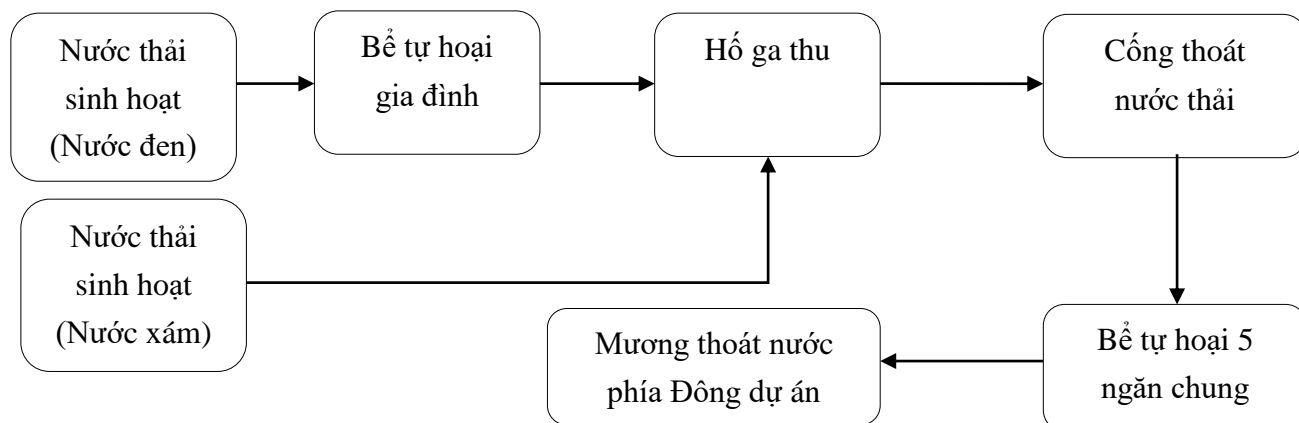 Nước thải
sinh hoạt
(Nước đen)
Bể tự hoại
gia đình
Hố ga thu
Cống thoát
nước thải
Nước thải
sinh hoạt
(Nước xám)
Mương thoát nước
phía Đông dự án
Bể tự hoại 5
ngăn chung